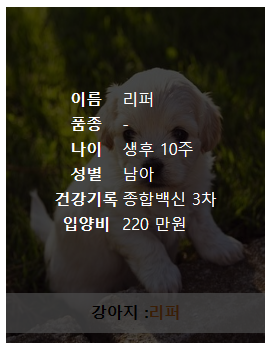 이름 리퍼
품종 -
나이 생후 10주
성별 남아
건강기록 종합백신 3차
입양비 220 만원
강아지 :리퍼